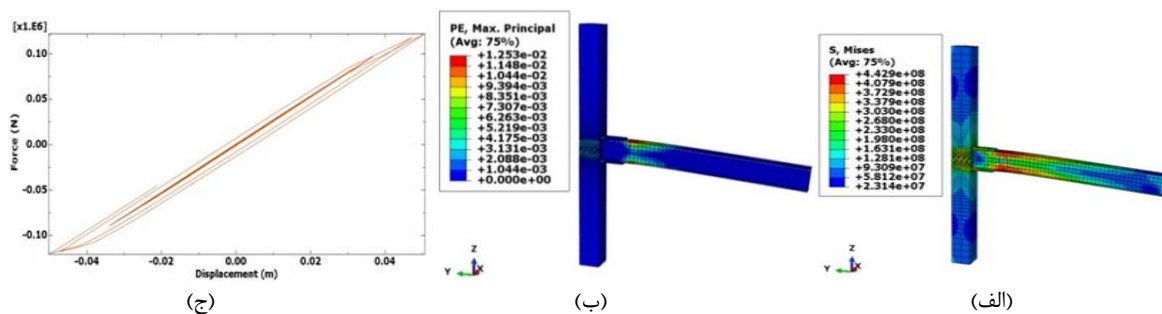 [x1.E6]
0.10
0.05
0.00
-0.05
-0.10
Force (N)
-0.04
-0.02
0.00
0.02
0.04
Displacement (m)
(ج)
PE, Max. Principal
(Avg: 75%)
+1.253e-02
+1.148e-02
+1.044e-02
+9.394e-03
+8.351e-03
+7.307e-03
+6.263e-03
+5.219e-03
+4.175e-03
+3.131e-03
+2.088e-03
+1.044e-03
+0.000e+00
Z
Y
X
(ب)
S, Mises
(Avg: 75%)
+4.429e+08
+4.079e+08
+3.729e+08
+3.379e+08
+3.030e+08
+2.680e+08
+2.330e+08
+1.980e+08
+1.631e+08
+1.281e+08
+9.309e+07
+5.812e+07
+2.314e+07
Z
Y
X
(الف)